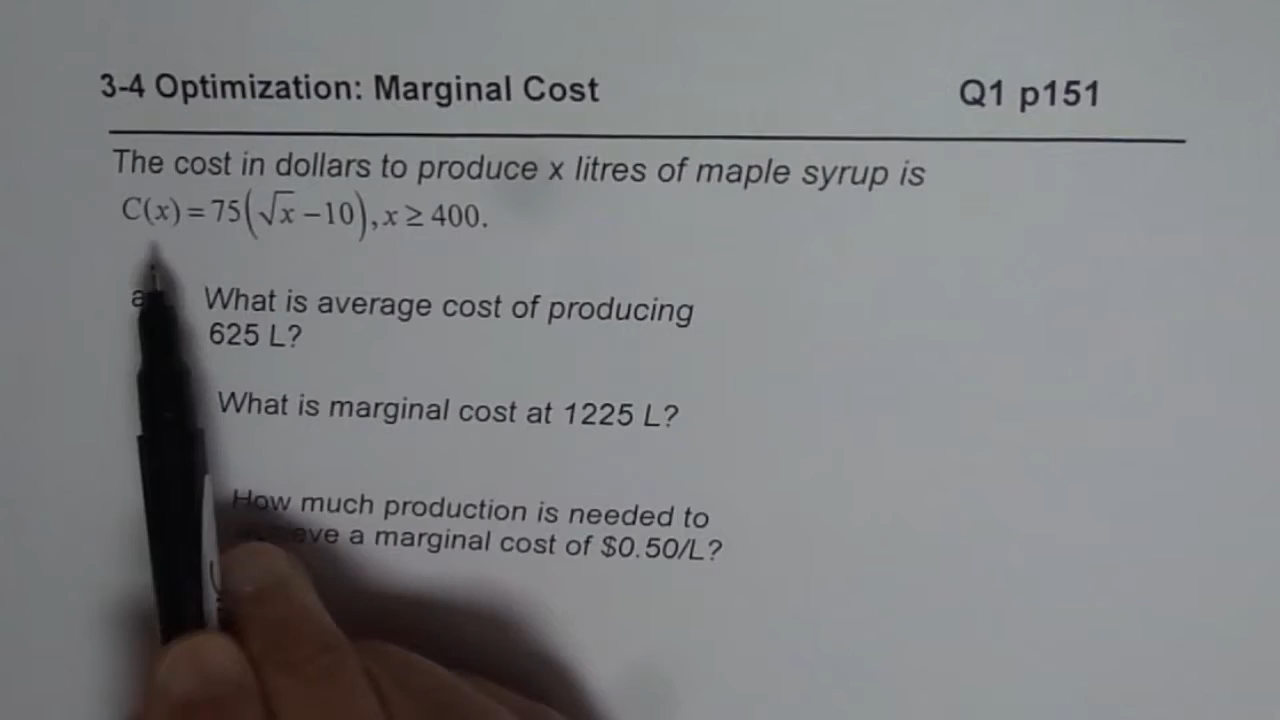 3-4 Optimization: Marginal Cost Q1 p151
The cost in dollars to produce x litres of maple syrup is
C(x) = 75(√x − 10), x ≥ 400.
What is average cost of producing
625 L?
What is marginal cost at 1225 L?
How much production is needed to
a marginal cost of $0.50/L?